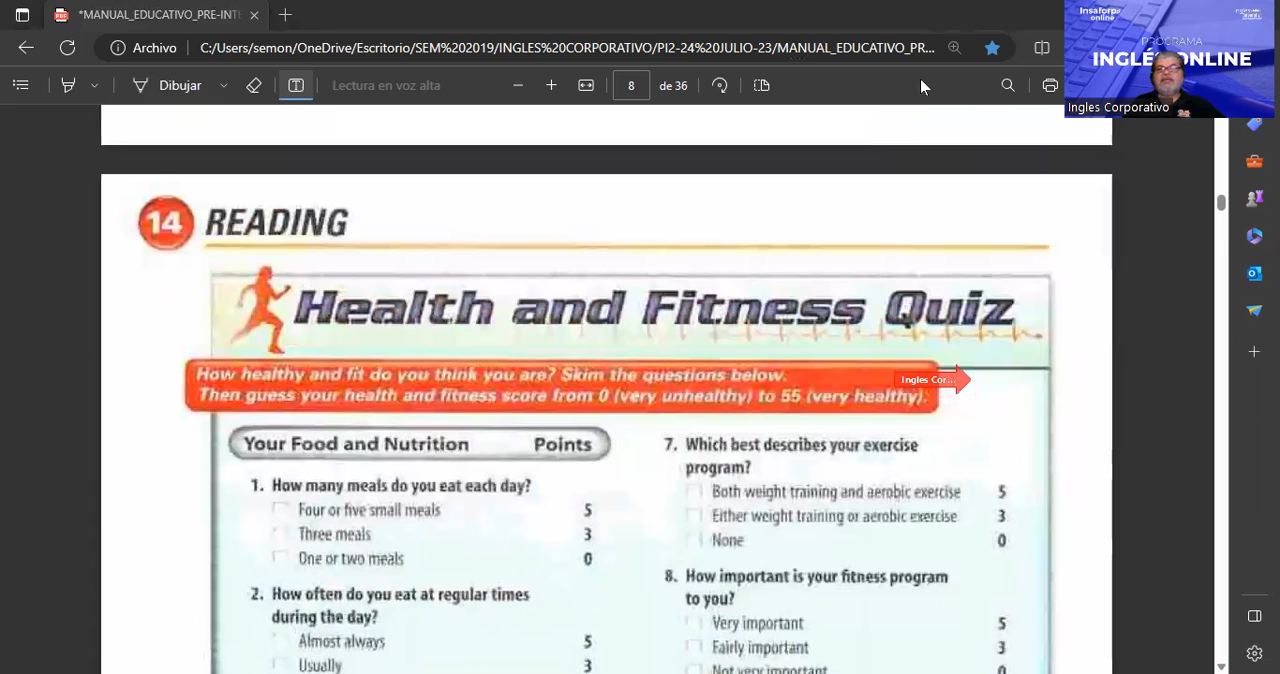 *MANUAL_EDUCATIVO_PRE-INTE
Archivo
C:/Users/semon/OneDrive/Escritorio/SEM%202019/INGLES%20CORPORATIVO/PI2-24%20JULIO-23/MANUAL_EDUCATIVO_PR...
Dibujar
Lectura en voz alta
8
de 36
Insaforp
online
PROGRAMA
INGLÉS ONLINE
Ingles Corporativo
14 READING
Health and Fitness Quiz
How healthy and fit do you think you are? Skim the questions below.
Then guess your health and fitness score from 0 (very unhealthy) to 55 (very healthy).
Ingles Cor...
Your Food and Nutrition Points
1. How many meals do you eat each day?
Four or five small meals 5
Three meals 3
One or two meals 0
2. How often do you eat at regular times
during the day?
Almost always 5
Usually 3
7. Which best describes your exercise
program?
Both weight training and aerobic exercise 5
Either weight training or aerobic exercise 3
None 0
8. How important is your fitness program
to you?
Very important 5
Fairly important 3
Not very important 0